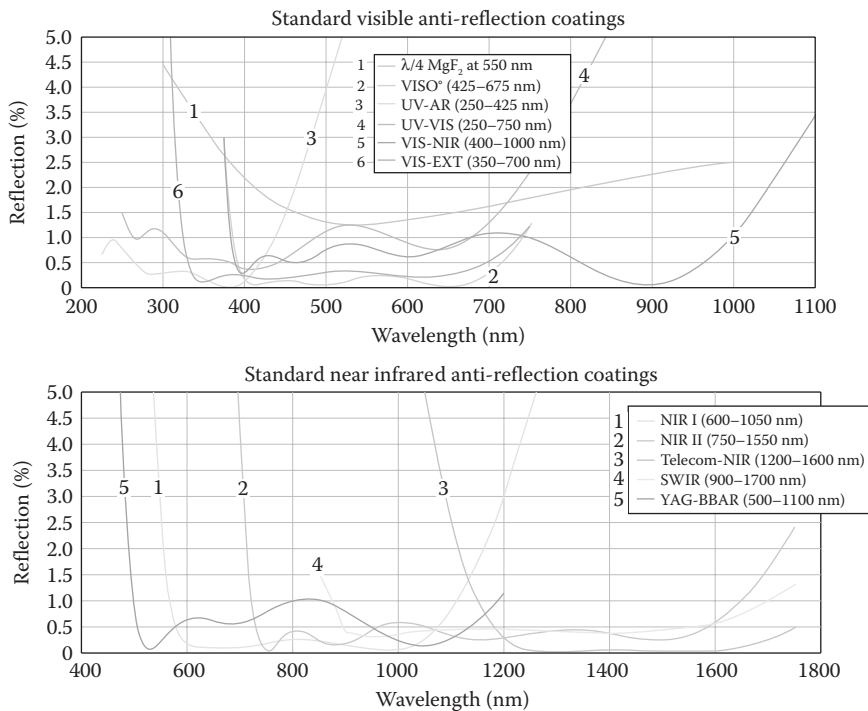 Standard visible anti-reflection coatings
5.0
4.5
4.0
3.5
3.0
2.5
2.0
1.5
1.0
0.5
0
Reflection (%)
1 λ/4 MgF₂ at 550 nm
2 VISO° (425–675 nm)
3 UV-AR (250–425 nm)
4 UV-VIS (250–750 nm)
5 VIS-NIR (400–1000 nm)
6 VIS-EXT (350–700 nm)
1
6
3
4
2
5
200 300 400 500 600 700 800 900 1000 1100
Wavelength (nm)
Standard near infrared anti-reflection coatings
5.0
4.5
4.0
3.5
3.0
2.5
2.0
1.5
1.0
0.5
0
Reflection (%)
1 NIR I (600–1050 nm)
2 NIR II (750–1550 nm)
3 Telecom-NIR (1200–1600 nm)
4 SWIR (900–1700 nm)
5 YAG-BBAR (500–1100 nm)
5 1 2 3
4
400 600 800 1000 1200 1400 1600 1800
Wavelength (nm)